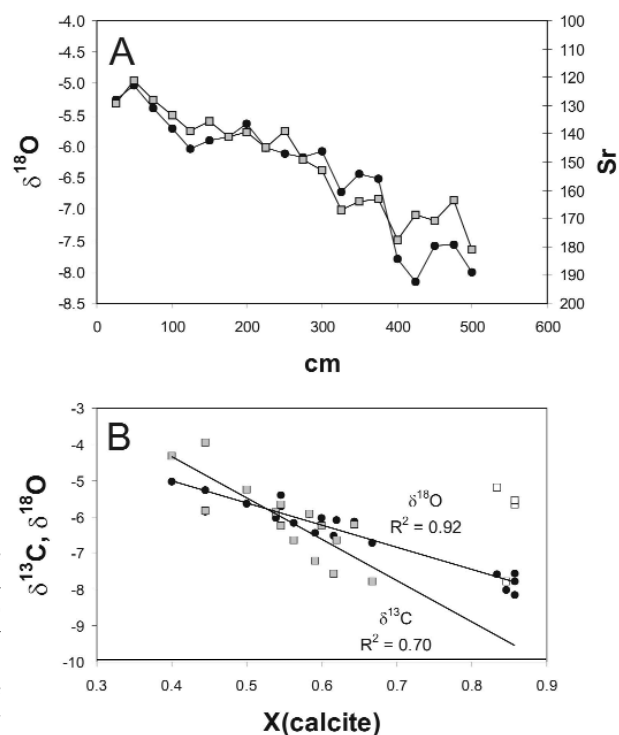 A
-4.0
-4.5
-5.0
-5.5
-6.0
-6.5
-7.0
-7.5
-8.0
-8.5
δ18O
100
110
120
130
140
150
160
170
180
190
200
Sr
0 100 200 300 400 500 600
cm
B
-3
-4
-5
-6
-7
-8
-9
-10
δ13C, δ18O
δ18O
R2 = 0.92
δ13C
R2 = 0.70
0.3 0.4 0.5 0.6 0.7 0.8 0.9
X(calcite)